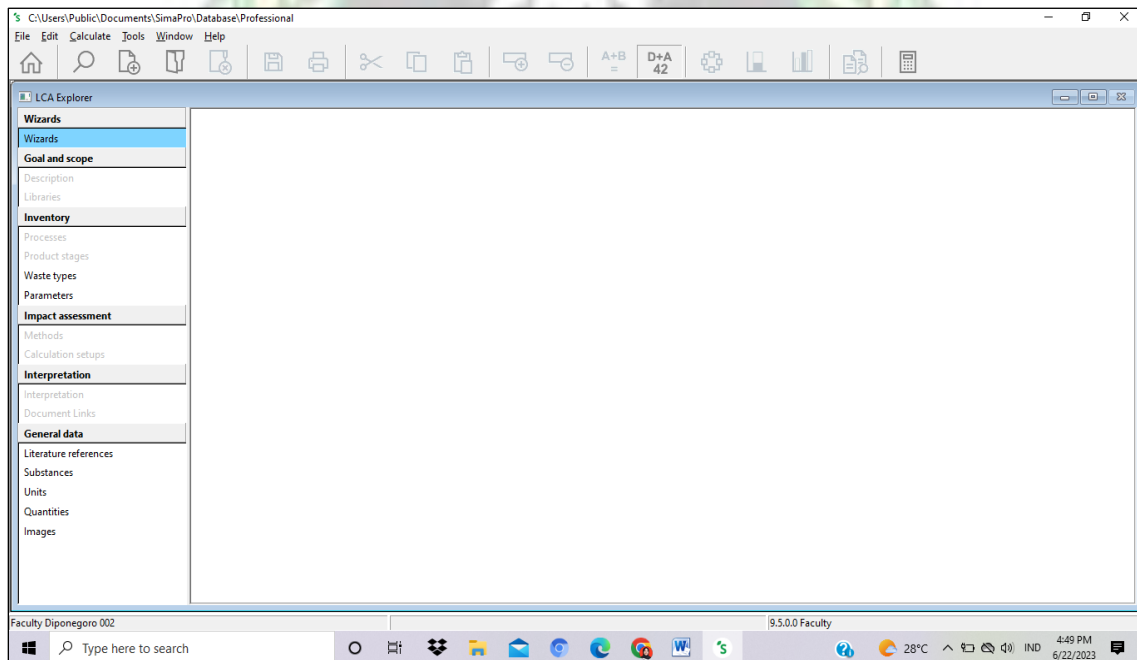 C:\Users\Public\Documents\SimaPro\Database\Professional
File Edit Calculate Tools Window Help
A+B
=
D+A
42
LCA Explorer
Wizards
Wizards
Goal and scope
Description
Libraries
Inventory
Processes
Product stages
Waste types
Parameters
Impact assessment
Methods
Calculation setups
Interpretation
Interpretation
Document Links
General data
Literature references
Substances
Units
Quantities
Images
Faculty Diponegoro 002
9.5.0.0 Faculty
Type here to search
28°C
IND
4:49 PM
6/22/2023